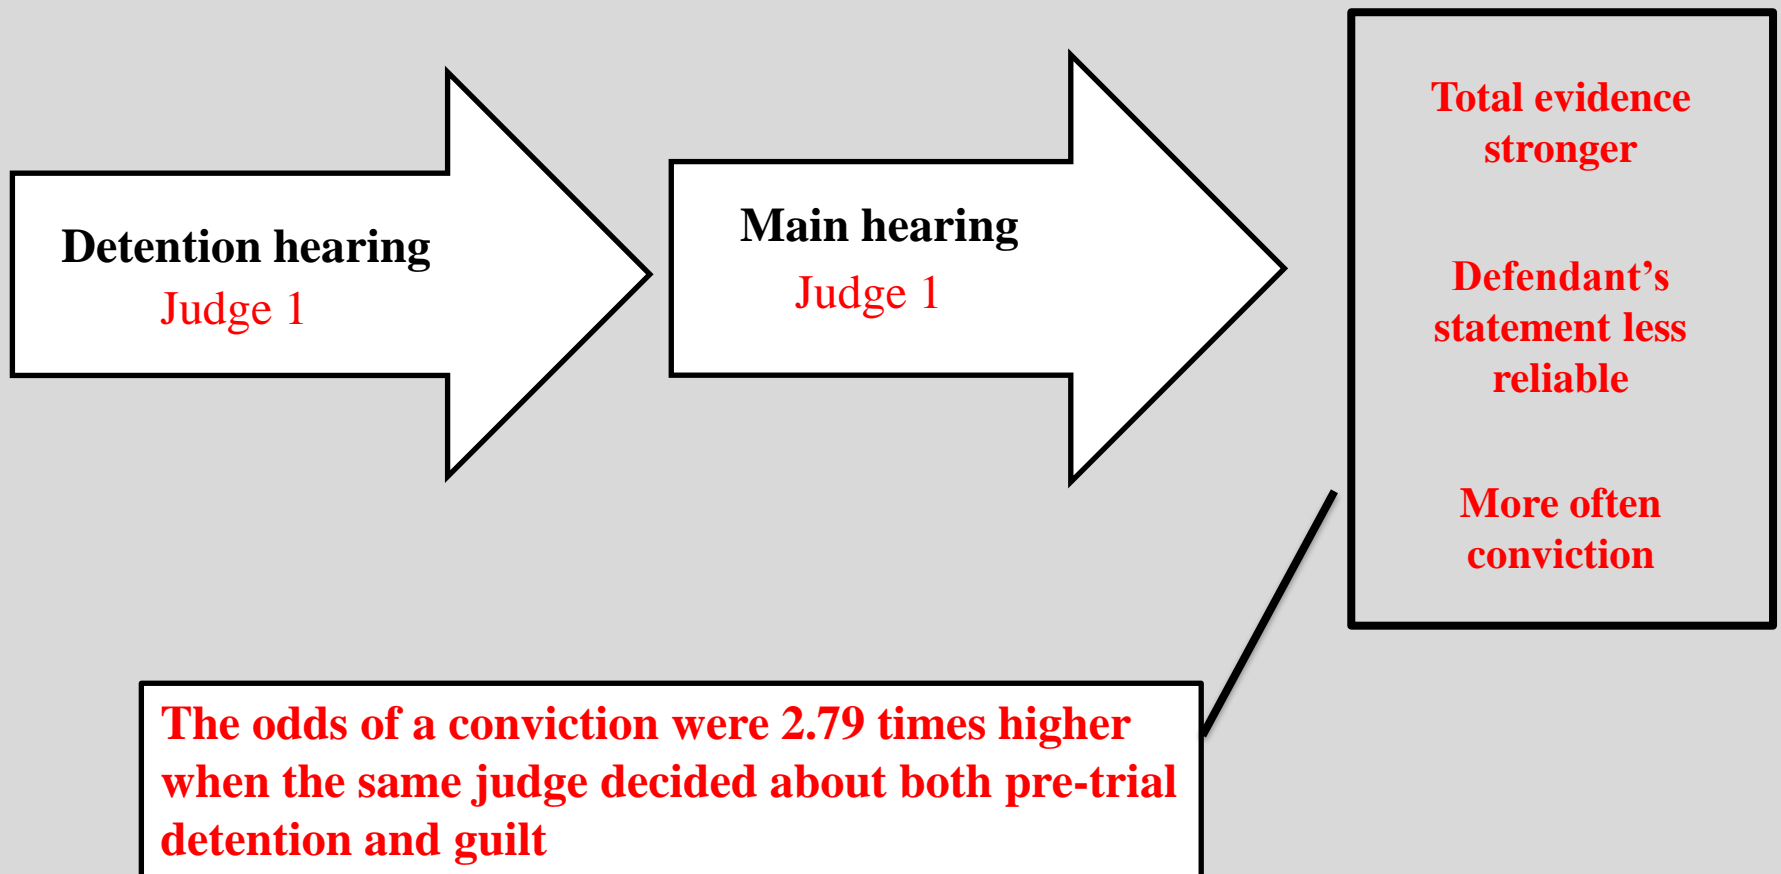 Detention hearing
Judge 1
Main hearing
Judge 1
Total evidence
stronger
Defendant’s
statement less
reliable
More often
conviction
The odds of a conviction were 2.79 times higher
when the same judge decided about both pre-trial
detention and guilt